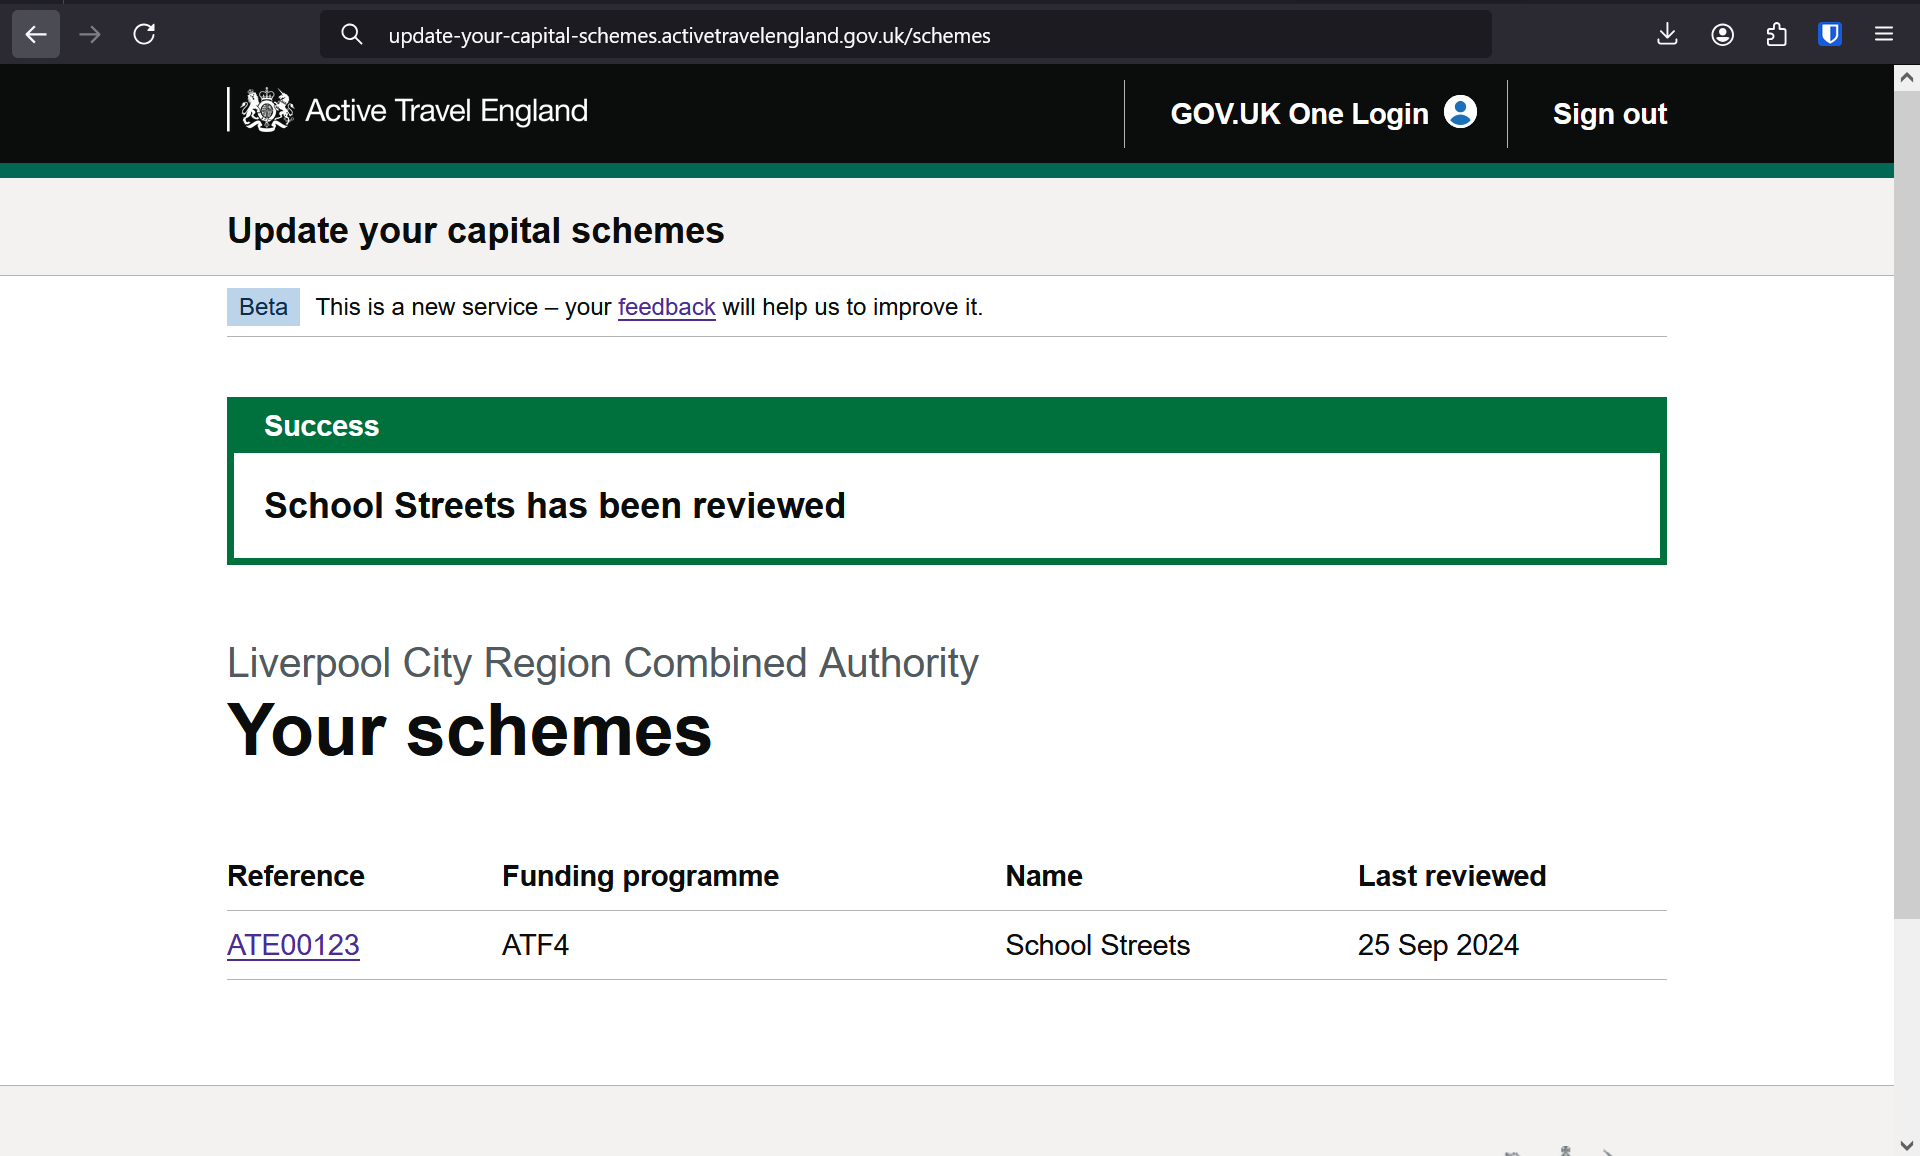 update-your-capital-schemes.activetravelengland.gov.uk/schemes
Active Travel England
GOV.UK One Login
Sign out
Update your capital schemes
Beta
This is a new service – your feedback will help us to improve it.
Success
School Streets has been reviewed
Liverpool City Region Combined Authority
Your schemes
Reference Funding programme Name Last reviewed
ATE00123 ATF4 School Streets 25 Sep 2024